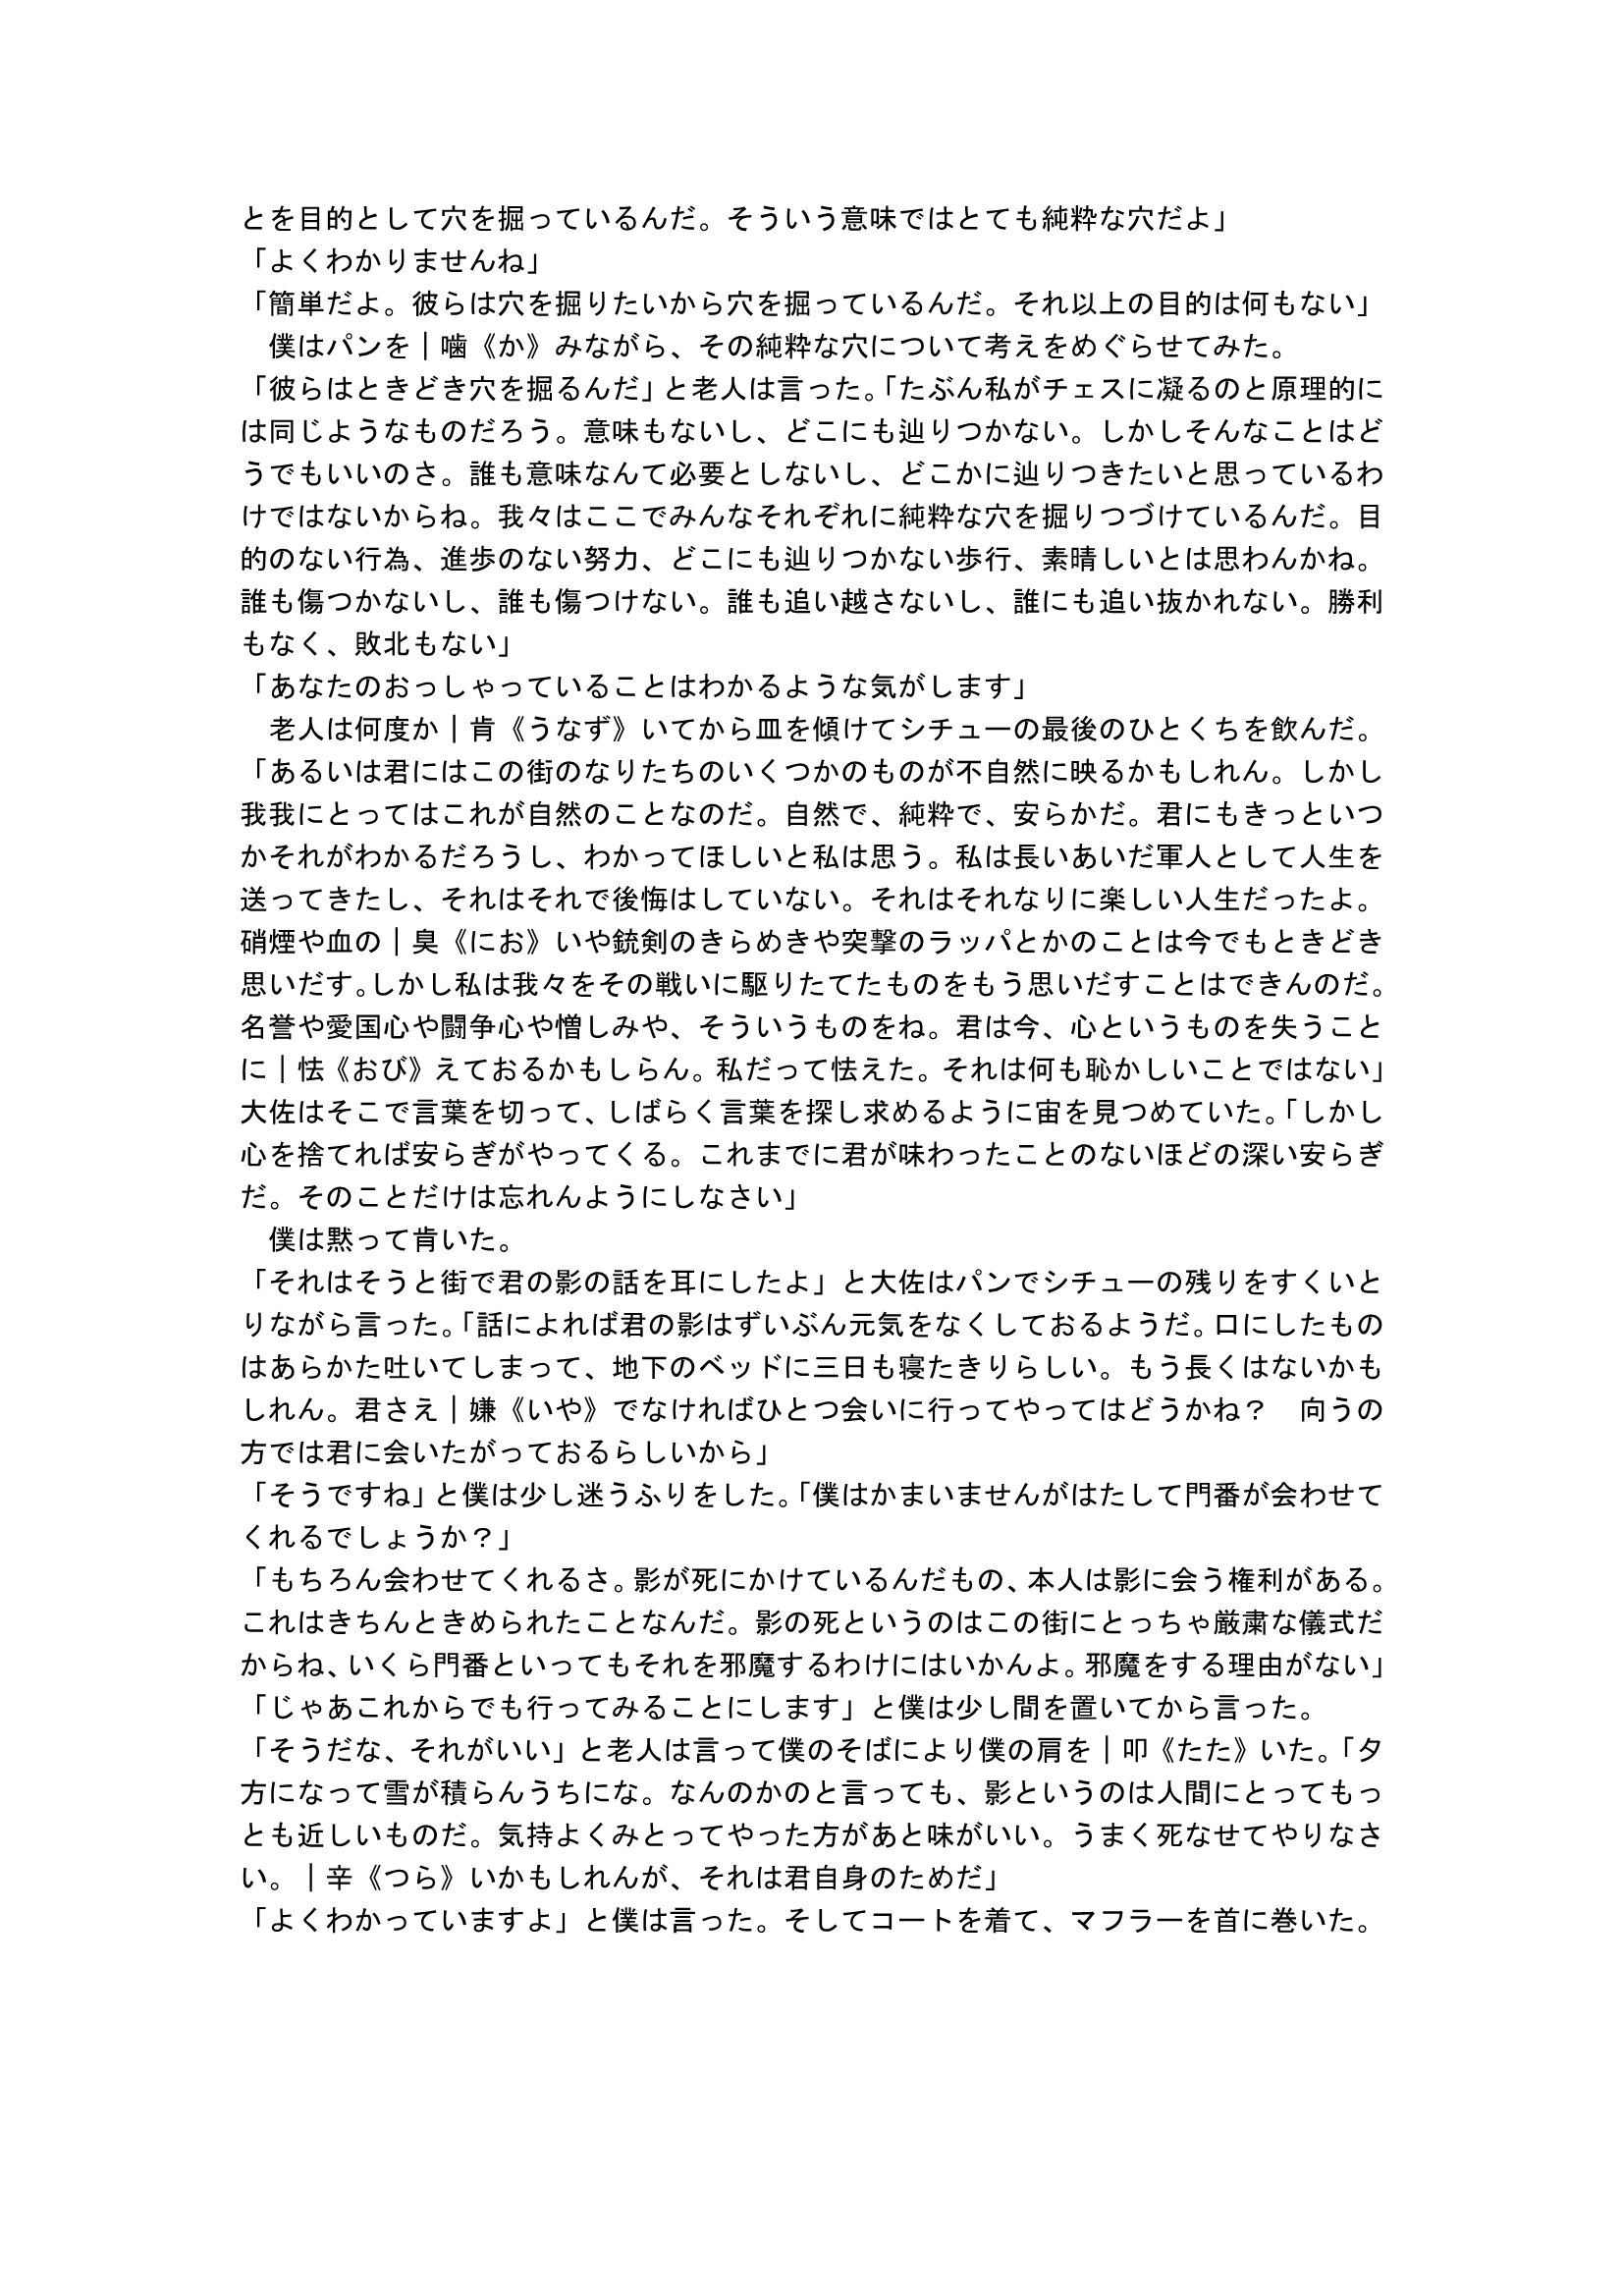 とを目的として穴を掘っているんだ。そういう意味ではとても純粋な穴だよ」
「よくわかりませんね」
「簡単だよ。彼らは穴を掘りたいから穴を掘っているんだ。それ以上の目的は何もない」
　僕はパンを｜噛《か》みながら、その純粋な穴について考えをめぐらせてみた。
「彼らはときどき穴を掘るんだ」と老人は言った。「たぶん私がチェスに凝るのと原理的に
は同じようなものだろう。意味もないし、どこにも辿りつかない。しかしそんなことはど
うでもいいのさ。誰も意味なんて必要としないし、どこかに辿りつきたいと思っているわ
けではないからね。我々はここでみんなそれぞれに純粋な穴を掘りつづけているんだ。目
的のない行為、進歩のない努力、どこにも辿りつかない歩行、素晴しいとは思わんかね。
誰も傷つかないし、誰も傷つけない。誰も追い越さないし、誰にも追い抜かれない。勝利
もなく、敗北もない」
「あなたのおっしゃっていることはわかるような気がします」
　老人は何度か｜肯《うなず》いてから皿を傾けてシチューの最後のひとくちを飲んだ。
「あるいは君にはこの街のなりたちのいくつかのものが不自然に映るかもしれん。しかし
我我にとってはこれが自然のことなのだ。自然で、純粋で、安らかだ。君にもきっといつ
かそれがわかるだろうし、わかってほしいと私は思う。私は長いあいだ軍人として人生を
送ってきたし、それはそれで後悔はしていない。それはそれなりに楽しい人生だったよ。
硝煙や血の｜臭《にお》いや銃剣のきらめきや突撃のラッパとかのことは今でもときどき
思いだす。しかし私は我々をその戦いに駆りたてたものをもう思いだすことはできんのだ。
名誉や愛国心や闘争心や憎しみや、そういうものをね。君は今、心というものを失うこと
に｜怯《おび》えておるかもしらん。私だって怯えた。それは何も恥かしいことではない」
大佐はそこで言葉を切って、しばらく言葉を探し求めるように宙を見つめていた。「しかし
心を捨てれば安らぎがやってくる。これまでに君が味わったことのないほどの深い安らぎ
だ。そのことだけは忘れんようにしなさい」
　僕は黙って肯いた。
「それはそうと街で君の影の話を耳にしたよ」と大佐はパンでシチューの残りをすくいと
りながら言った。「話によれば君の影はずいぶん元気をなくしておるようだ。口にしたもの
はあらかた吐いてしまって、地下のベッドに三日も寝たきりらしい。もう長くはないかも
しれん。君さえ｜嫌《いや》でなければひとつ会いに行ってやってはどうかね？　向うの
方では君に会いたがっておるらしいから」
「そうですね」と僕は少し迷うふりをした。「僕はかまいませんがはたして門番が会わせて
くれるでしょうか？」
「もちろん会わせてくれるさ。影が死にかけているんだもの、本人は影に会う権利がある。
これはきちんときめられたことなんだ。影の死というのはこの街にとっちゃ厳粛な儀式だ
からね、いくら門番といってもそれを邪魔するわけにはいかんよ。邪魔をする理由がない」
「じゃあこれからでも行ってみることにします」と僕は少し間を置いてから言った。
「そうだな、それがいい」と老人は言って僕のそばにより僕の肩を｜叩《たた》いた。「夕
方になって雪が積らんうちにな。なんのかのと言っても、影というのは人間にとってもっ
とも近しいものだ。気持よくみとってやった方があと味がいい。うまく死なせてやりなさ
い。｜辛《つら》いかもしれんが、それは君自身のためだ」
「よくわかっていますよ」と僕は言った。そしてコートを着て、マフラーを首に巻いた。